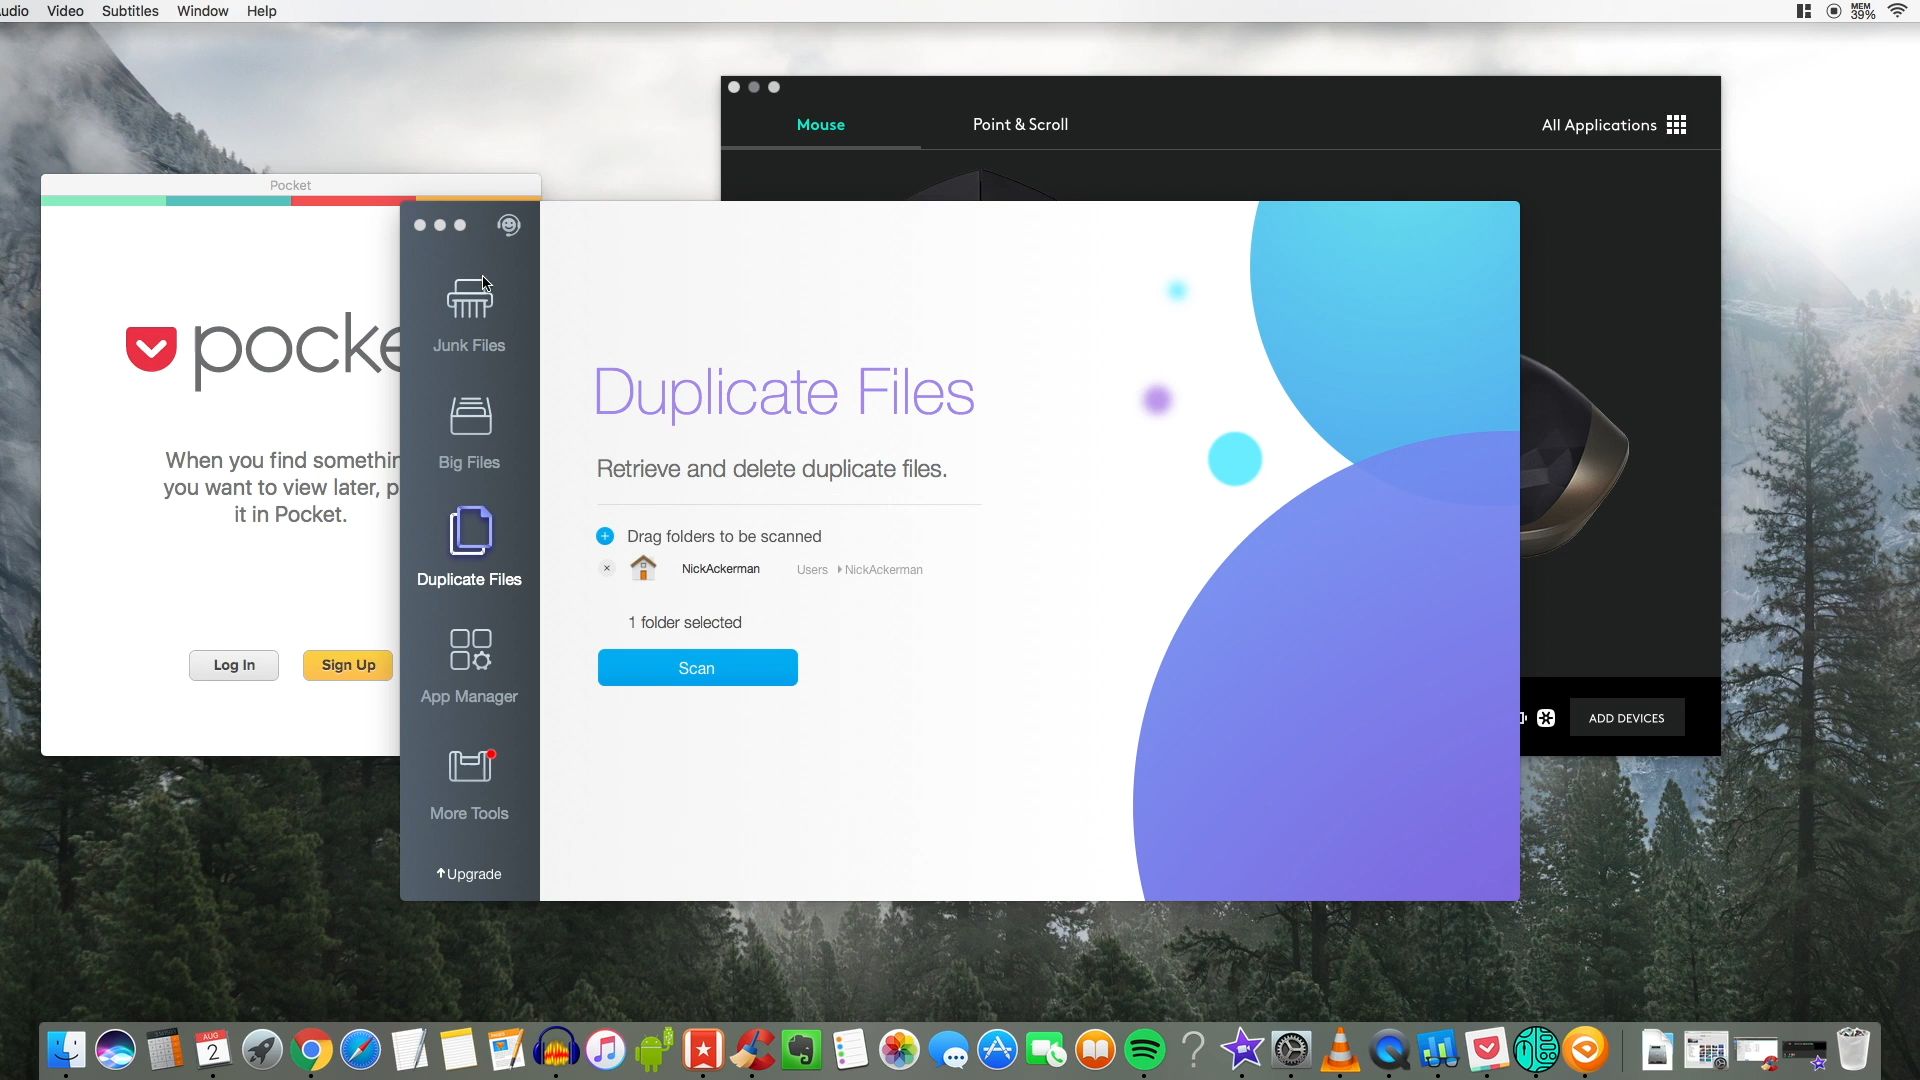 udio Video Subtitles Window Help
MEM
39%
Mouse Point & Scroll All Applications
Pocket
pocke
When you find somethin
you want to view later, p
it in Pocket.
Log In Sign Up
Junk Files
Big Files
Duplicate Files
App Manager
More Tools
Upgrade
Duplicate Files
Retrieve and delete duplicate files.
Drag folders to be scanned
NickAckerman Users NickAckerman
1 folder selected
Scan
ADD DEVICES
AUG
2